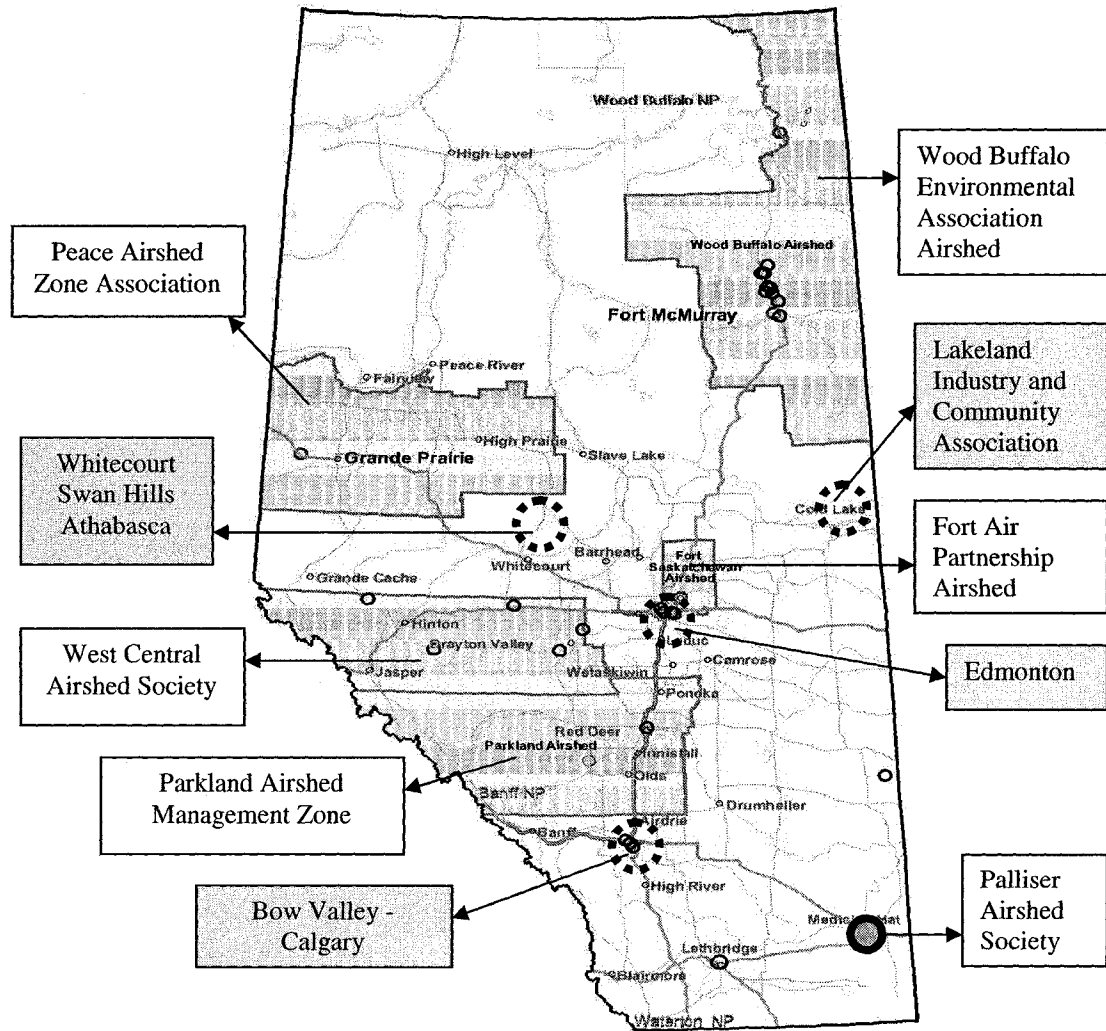 Wood Buffalo NP
High Level
Wood Buffalo
Environmental
Association
Airshed
Peace Airshed
Zone Association
Wood Buffalo Airshed
Fort McMurray
Peace River
Fairview
Lakeland
Industry and
Community
Association
High Prairie
Grande Prairie
Slave Lake
Whitecourt
Swan Hills
Athabasca
Cold Lake
Barrhead
Whitecourt
Fort
Saskatchewan
Airshed
Fort Air
Partnership
Airshed
Grande Cache
Hinton
Drayton Valley
Jasper
Wetaskiwin
Camrose
Ponoka
West Central
Airshed Society
Edmonton
Red Deer
Parkland Airshed
Innisfail
Olds
Parkland Airshed
Management Zone
Banff NP
Drumheller
Airdrie
Banff
High River
Bow Valley -
Calgary
Medicine Hat
Palliser
Airshed
Society
Lethbridge
Blairmore
Waterton NP